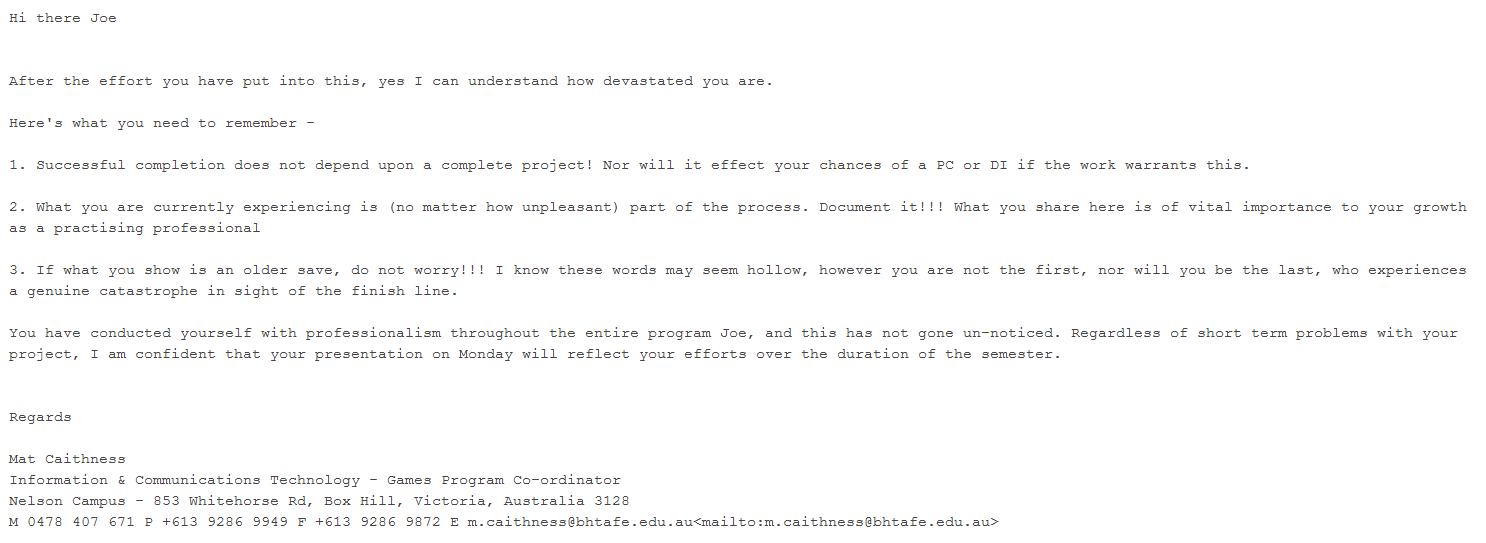 Hi there Joe
After the effort you have put into this, yes I can understand how devastated you are.
Here's what you need to remember -
1. Successful completion does not depend upon a complete project! Nor will it effect your chances of a PC or DI if the work warrants this.
2. What you are currently experiencing is (no matter how unpleasant) part of the process. Document it!!! What you share here is of vital importance to your growth
as a practising professional
3. If what you show is an older save, do not worry!!! I know these words may seem hollow, however you are not the first, nor will you be the last, who experiences
a genuine catastrophe in sight of the finish line.
You have conducted yourself with professionalism throughout the entire program Joe, and this has not gone un-noticed. Regardless of short term problems with your
project, I am confident that your presentation on Monday will reflect your efforts over the duration of the semester.
Regards
Mat Caithness
Information & Communications Technology - Games Program Co-ordinator
Nelson Campus - 853 Whitehorse Rd, Box Hill, Victoria, Australia 3128
M 0478 407 671 P +613 9286 9949 F +613 9286 9872 E m.caithness@bhtafe.edu.au<mailto:m.caithness@bhtafe.edu.au>